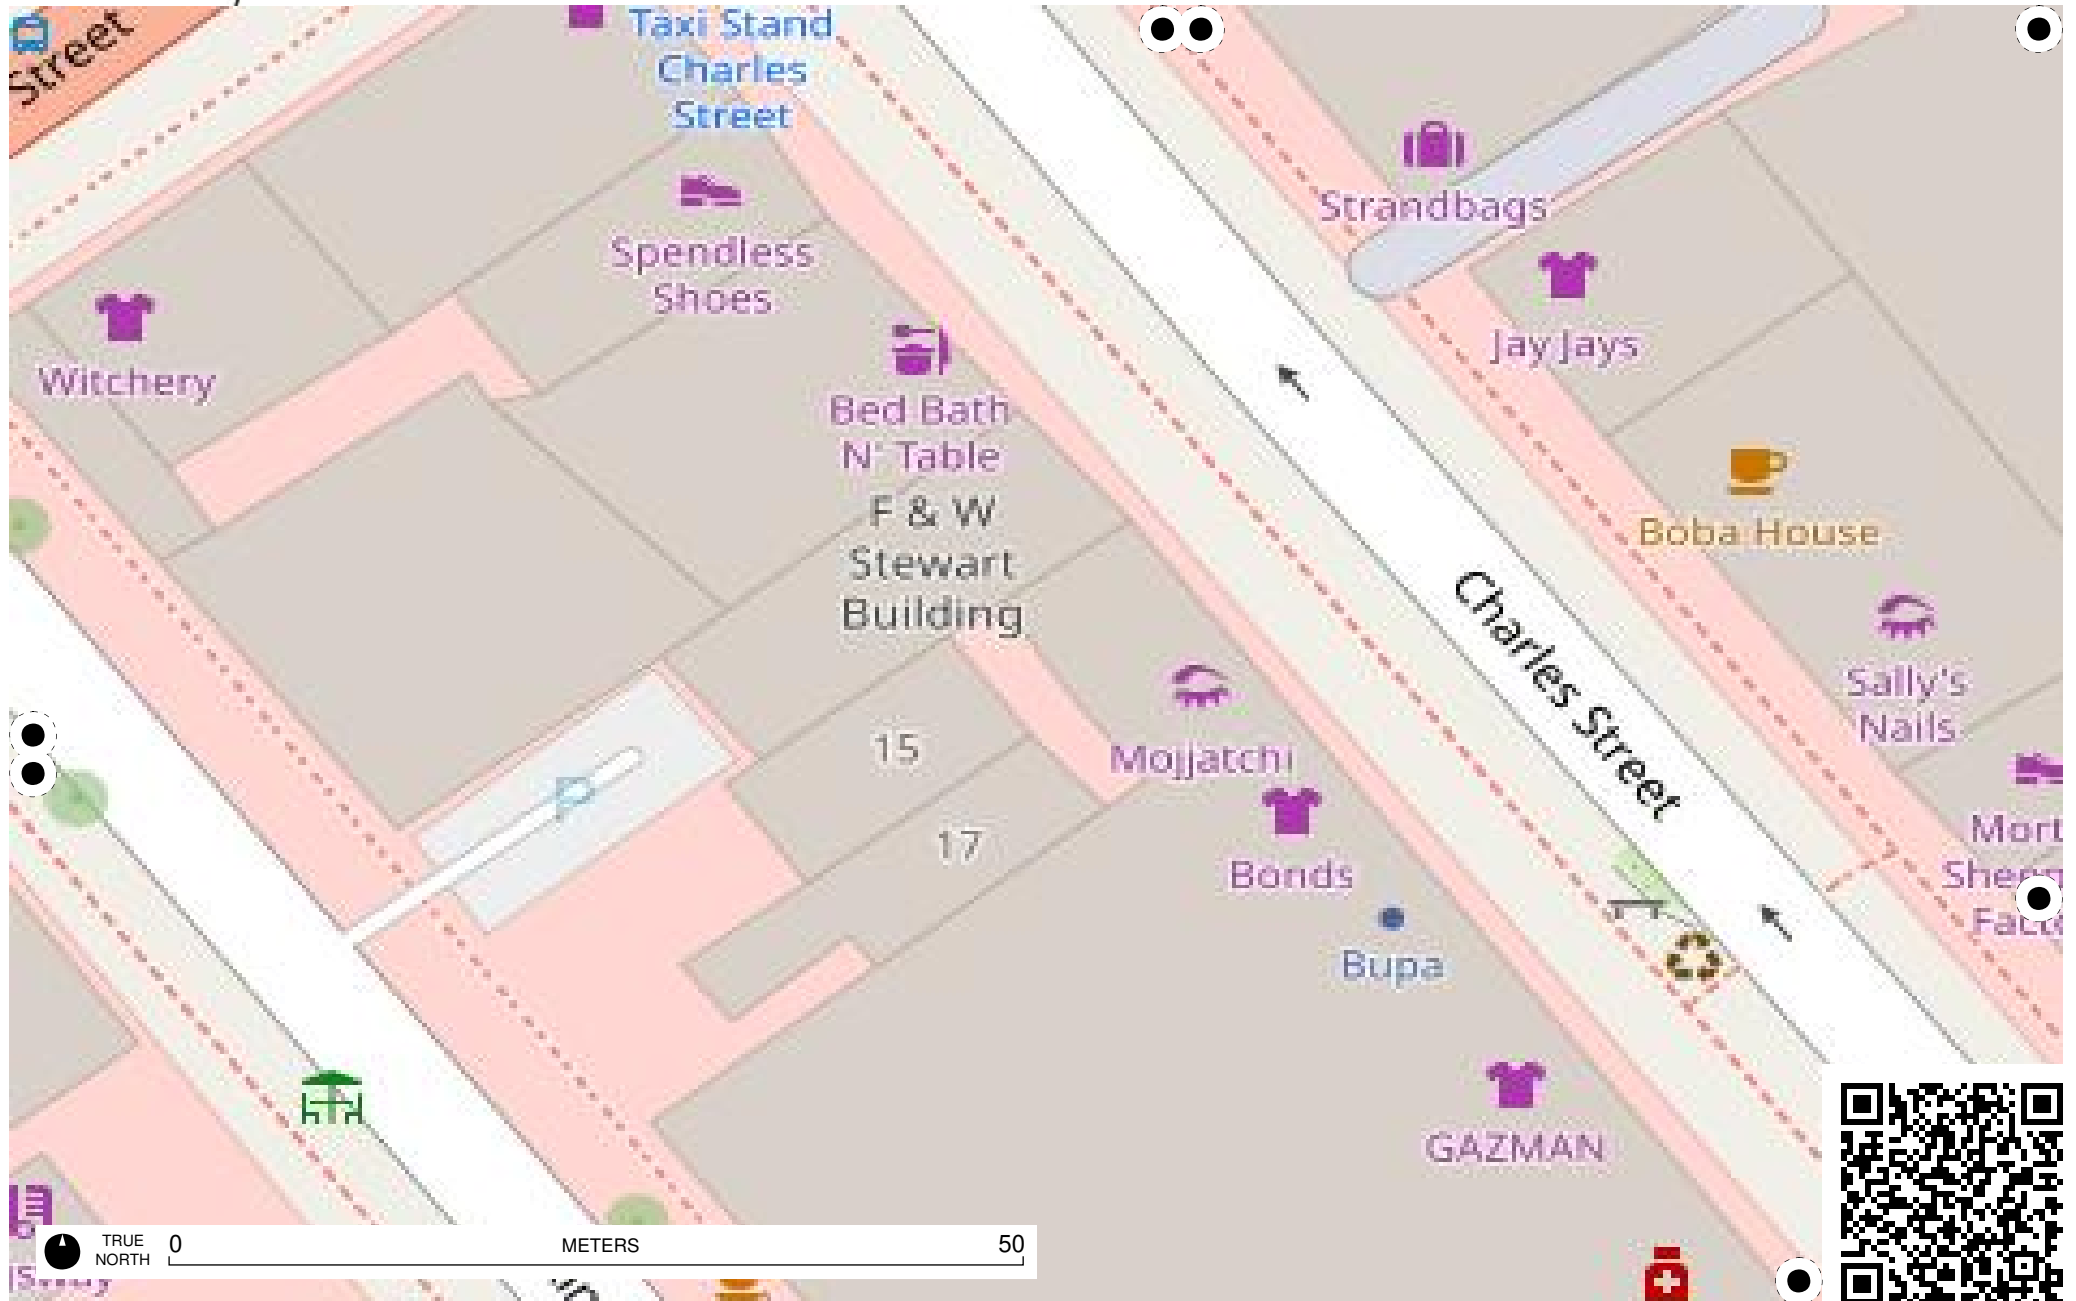 Street
Taxi Stand
Charles
Street
Strandbags
Spendless
Shoes
Jay Jays
Witchery
Bed Bath
N' Table
F & W
Stewart
Building
Boba House
Charles Street
Sally's
Nails
15
Mojjatchi
17
Bonds
Bupa
GAZMAN
TRUE
NORTH
0
METERS
50